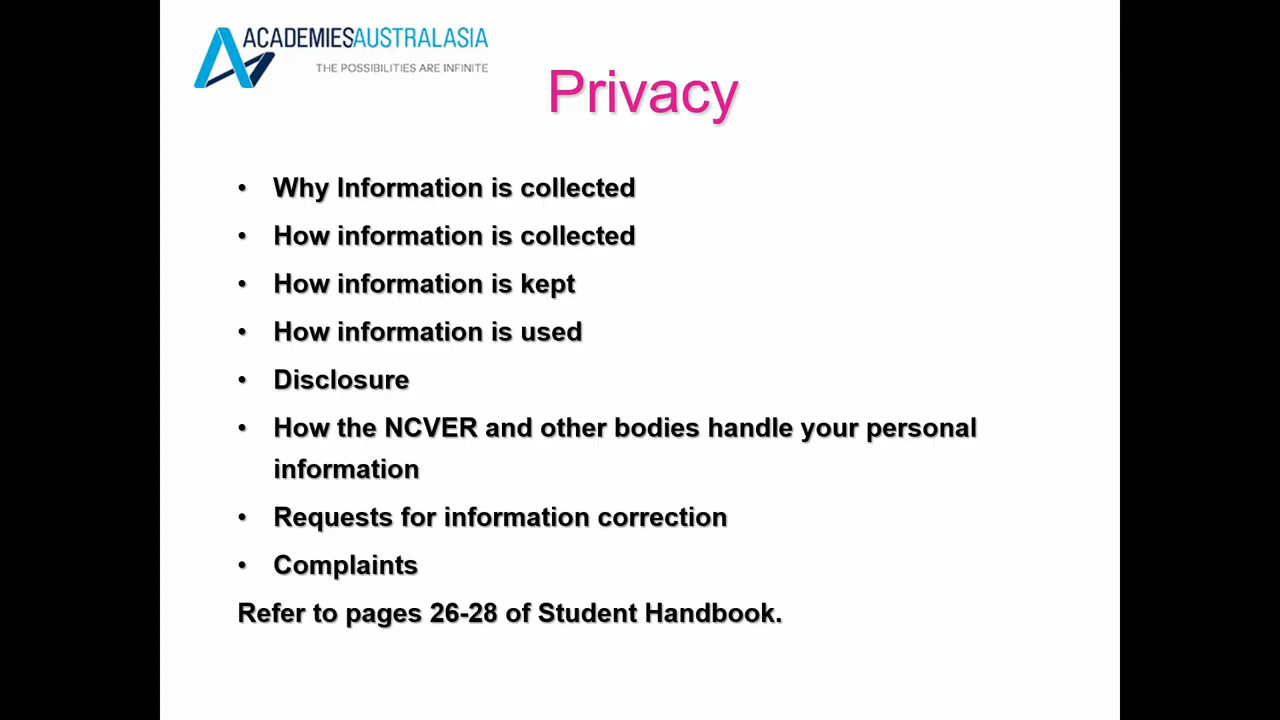 ACADEMIESAUSTRALASIA
THE POSSIBILITIES ARE INFINITE
Privacy
• Why Information is collected
• How information is collected
• How information is kept
• How information is used
• Disclosure
• How the NCVER and other bodies handle your personal
information
• Requests for information correction
• Complaints
Refer to pages 26-28 of Student Handbook.